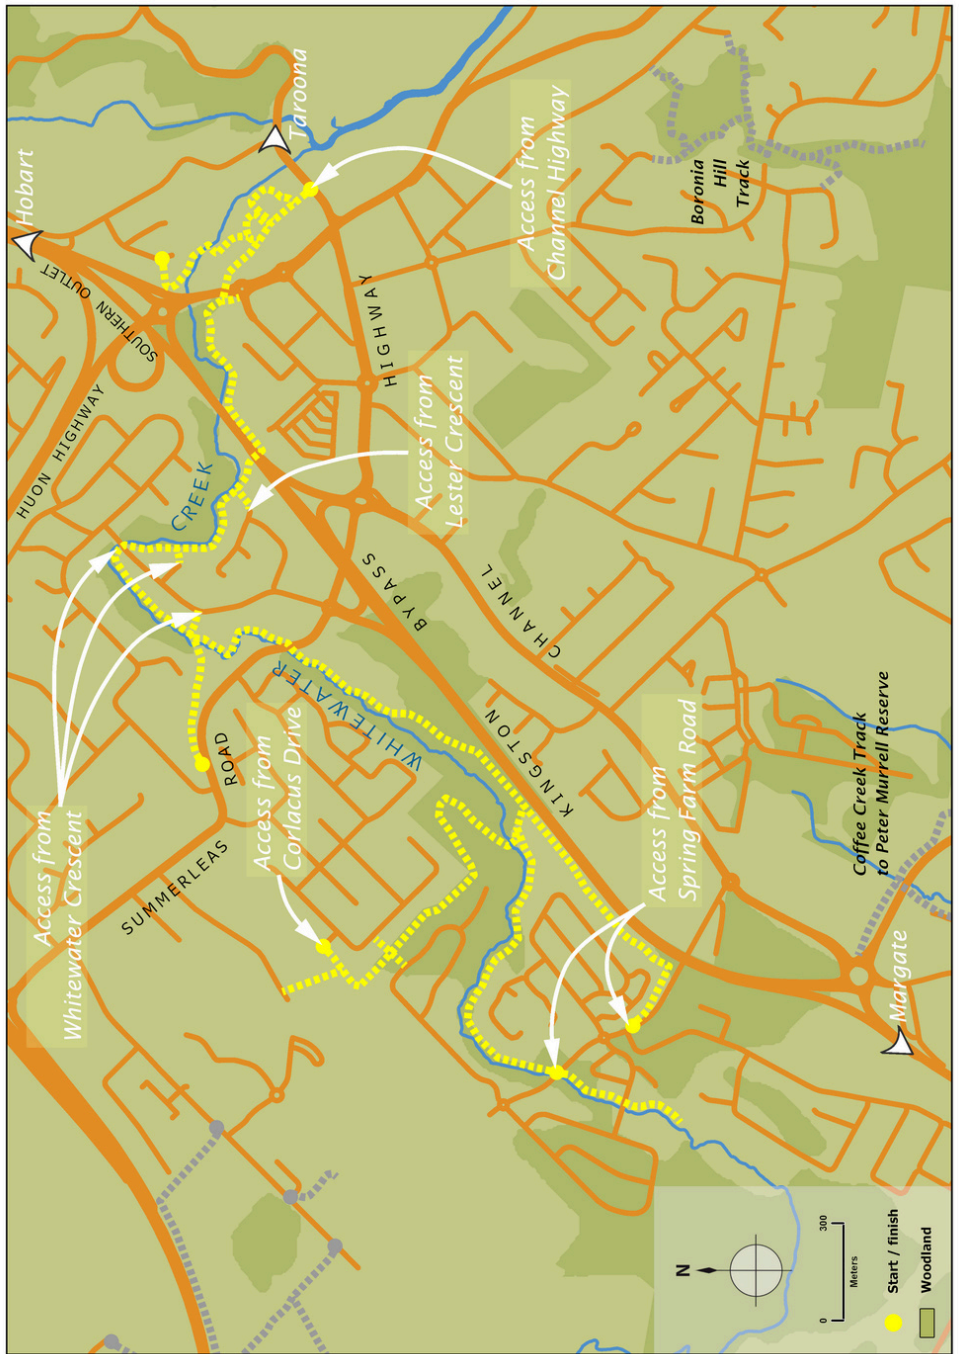 Hobart
Taroona
SOUTHERN OUTLET
HUON HIGHWAY
Access from
Channel Highway
Boronia
Hill
Track
HIGHWAY
Access from
Lester Crescent
CREEK
BYPASS
CHANNEL
WHITEWATER
KINGSTON
Access from
Whitewater Crescent
SUMMERLEAS
ROAD
Access from
Corlacus Drive
Access from
Spring Farm Road
Coffee Creek Track
to Peter Murrell Reserve
Margate
N
0
300
Meters
Start / finish
Woodland